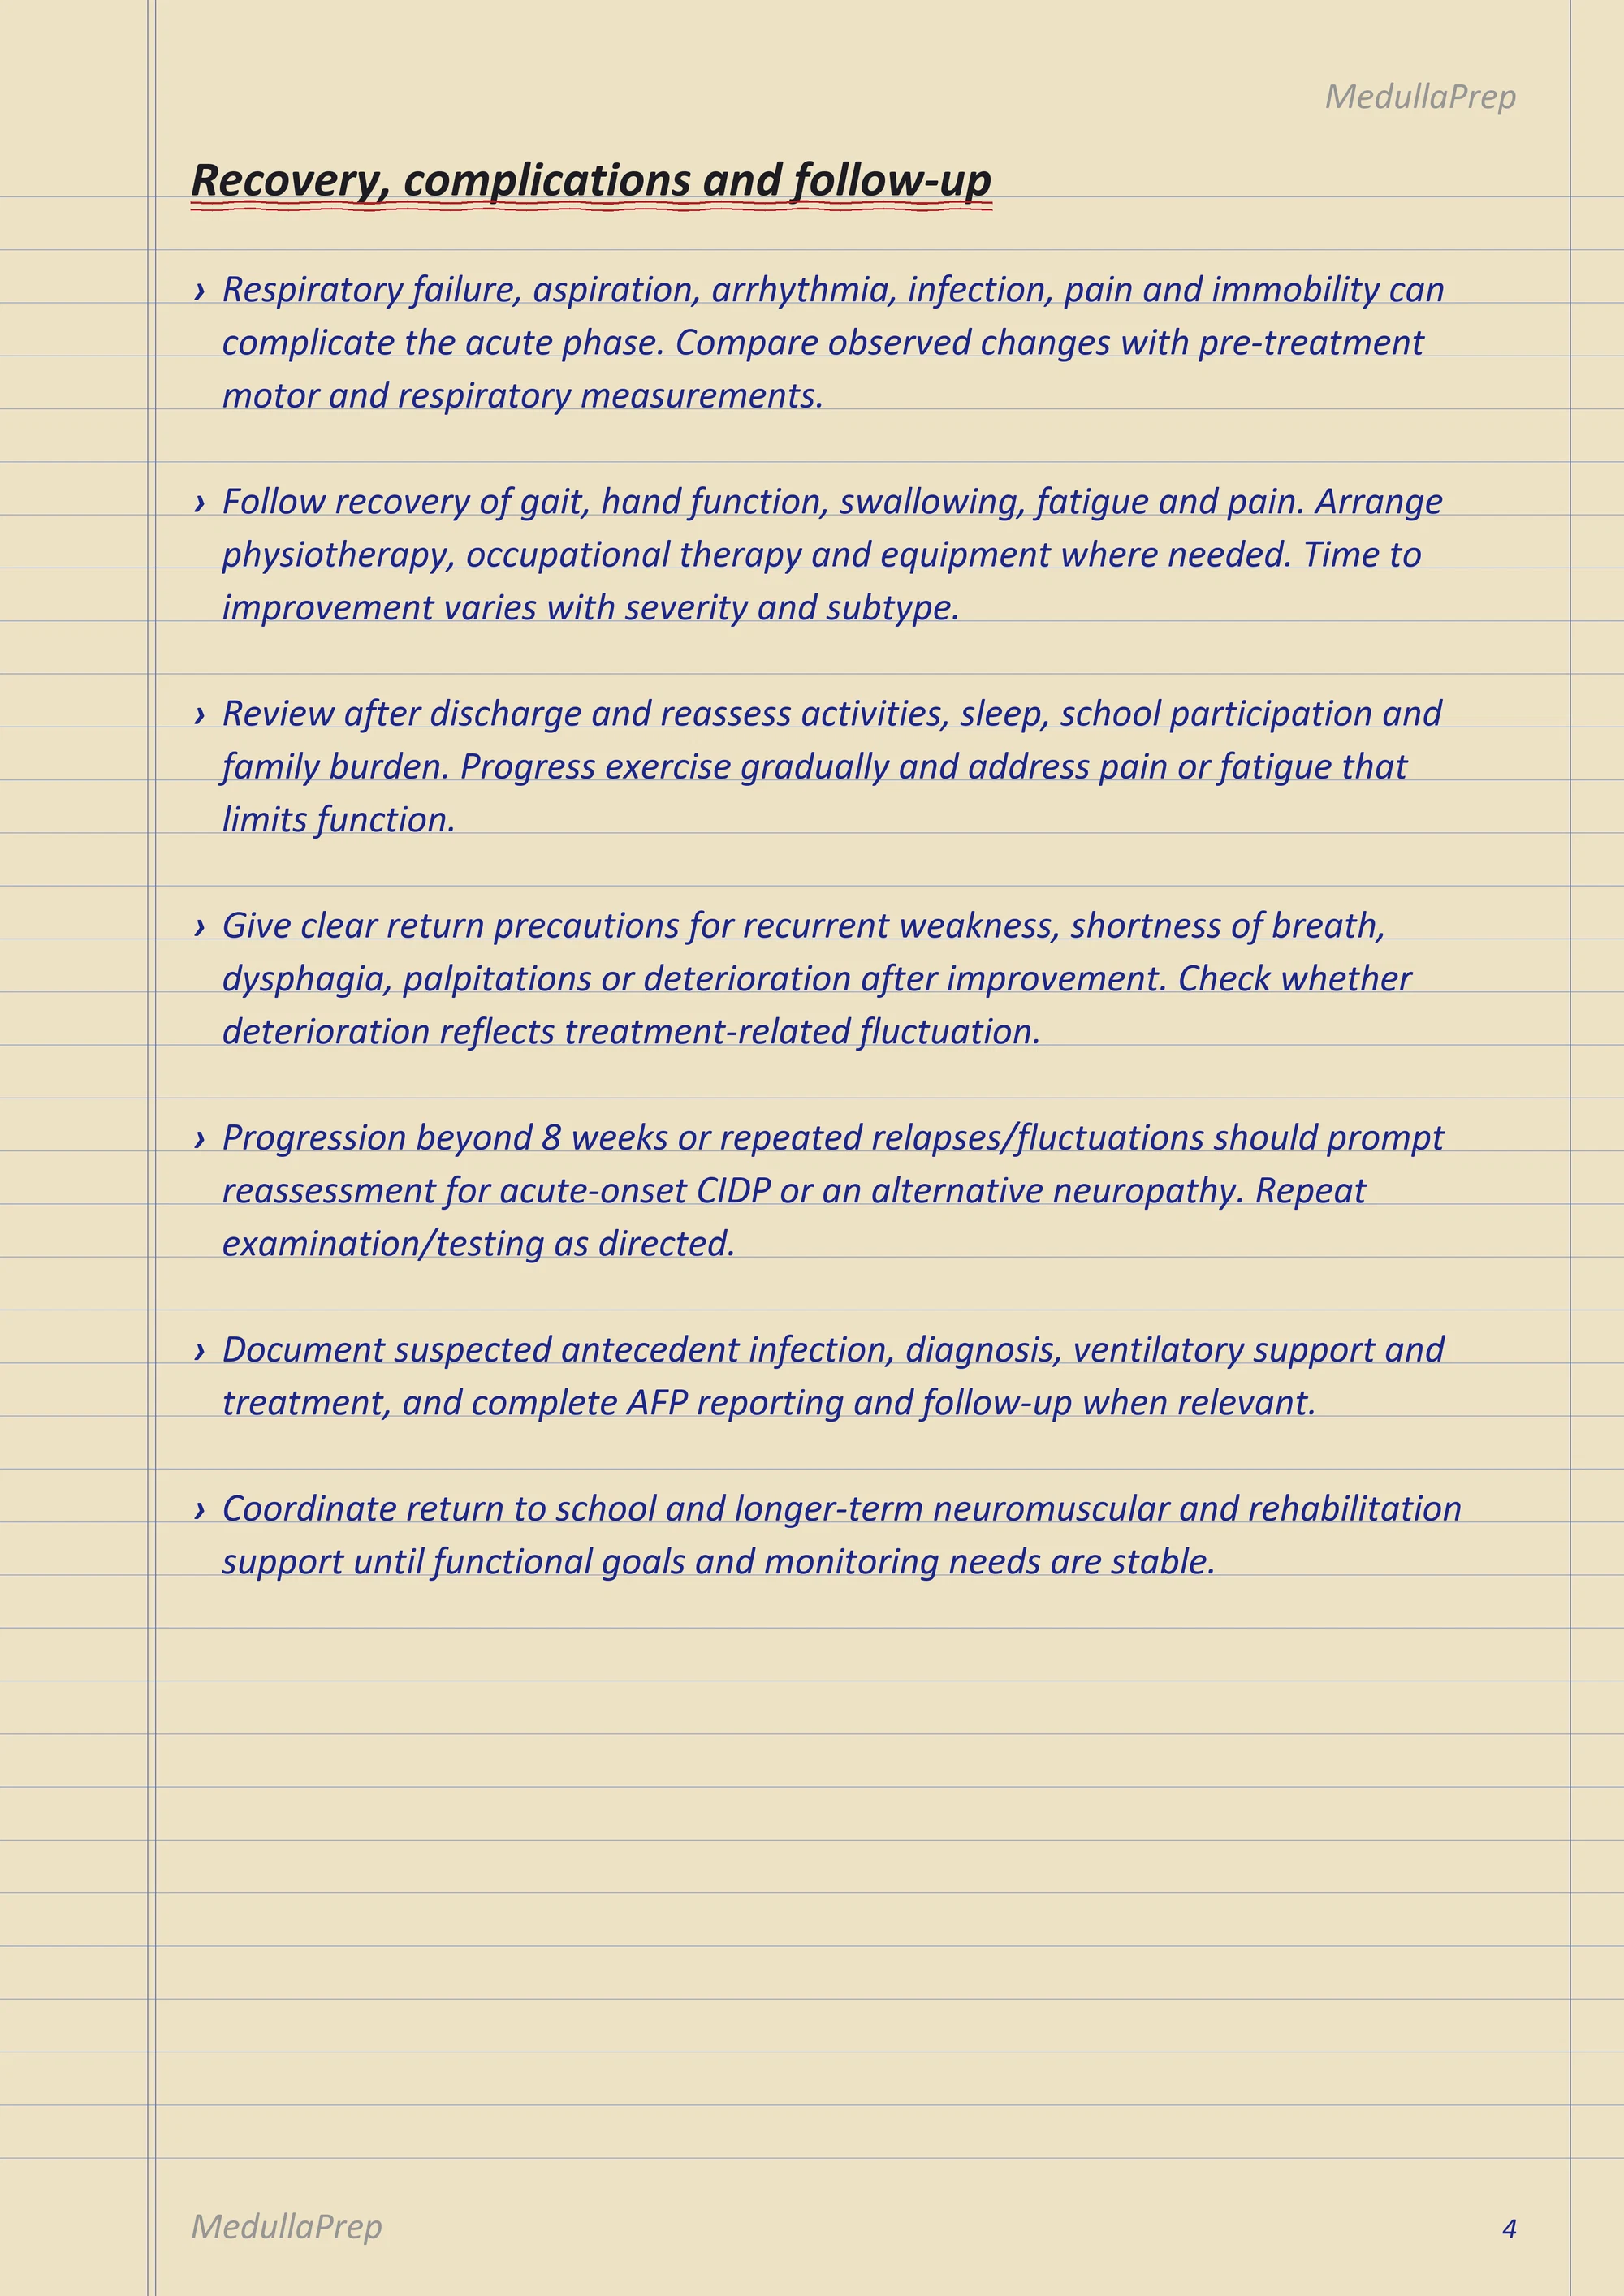 MedullaPrep
Recovery, complications and follow-up
› Respiratory failure, aspiration, arrhythmia, infection, pain and immobility can
complicate the acute phase. Compare observed changes with pre-treatment
motor and respiratory measurements.
› Follow recovery of gait, hand function, swallowing, fatigue and pain. Arrange
physiotherapy, occupational therapy and equipment where needed. Time to
improvement varies with severity and subtype.
› Review after discharge and reassess activities, sleep, school participation and
family burden. Progress exercise gradually and address pain or fatigue that
limits function.
› Give clear return precautions for recurrent weakness, shortness of breath,
dysphagia, palpitations or deterioration after improvement. Check whether
deterioration reflects treatment-related fluctuation.
› Progression beyond 8 weeks or repeated relapses/fluctuations should prompt
reassessment for acute-onset CIDP or an alternative neuropathy. Repeat
examination/testing as directed.
› Document suspected antecedent infection, diagnosis, ventilatory support and
treatment, and complete AFP reporting and follow-up when relevant.
› Coordinate return to school and longer-term neuromuscular and rehabilitation
support until functional goals and monitoring needs are stable.
MedullaPrep
4